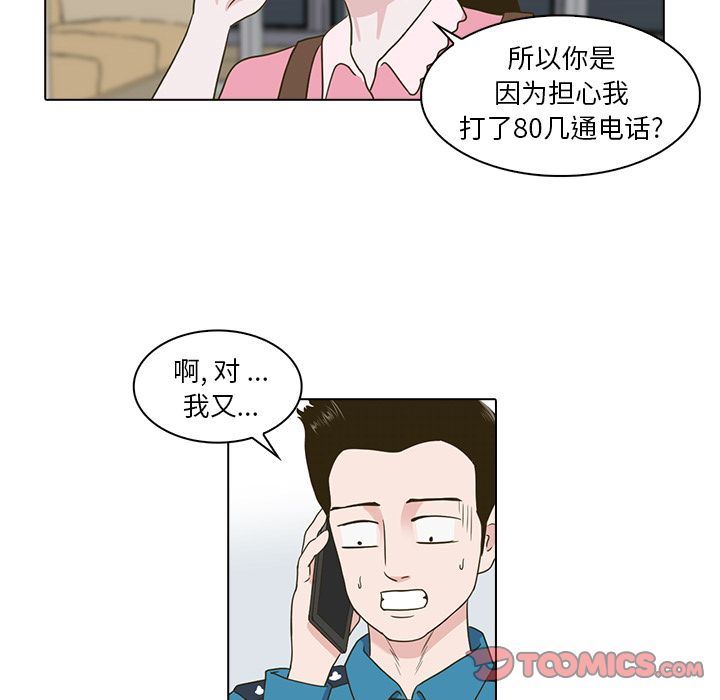 所以你是
因为担心我
打了80几通电话?
啊, 对 ...
我又...
TOOMICS.COM